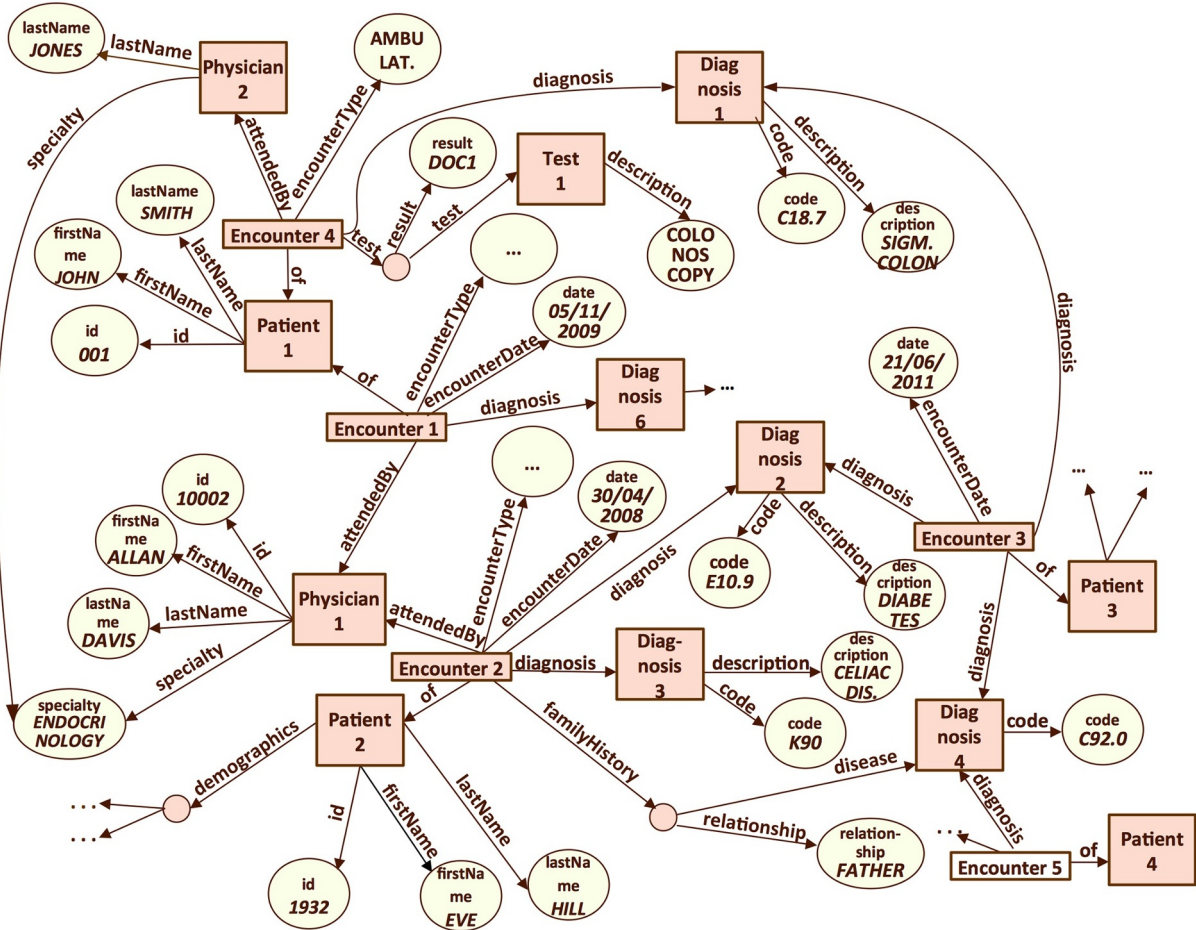 lastName
JONES
lastName
Physician
2
AMBU
LAT.
specialty
attendedBy
encounterType
diagnosis
Diag
nosis
1
code
description
code
C18.7
des
cription
SIGM.
COLON
result
DOC1
Test
1
description
COLO
NOS
COPY
test
result
test
Encounter 4
of
lastName
SMITH
firstNa
me
JOHN
lastName
firstName
id
001
id
Patient
1
of
...
date
05/11/
2009
encounterType
encounterDate
diagnosis
Diag
nosis
6
...
Encounter 1
attendedBy
diagnosis
date
21/06/
2011
encounterDate
Diag
nosis
2
diagnosis
code
description
code
E10.9
des
cription
DIABE
TES
Encounter 3
of
...
...
Patient
3
diagnosis
id
10002
firstNa
me
ALLAN
lastNa
me
DAVIS
id
firstName
lastName
specialty
Physician
1
specialty
ENDOCRI
NOLOGY
...
date
30/04/
2008
encounterType
encounterDate
diagnosis
attendedBy
Encounter 2
diagnosis
Diag-
nosis
3
description
code
des
cription
CELIAC
DIS.
code
K90
of
familyHistory
Patient
2
demographics
...
...
id
firstName
lastName
id
1932
firstNa
me
EVE
lastNa
me
HILL
disease
relationship
relation-
ship
FATHER
Diag
nosis
4
code
code
C92.0
diagnosis
...
Encounter 5
of
Patient
4